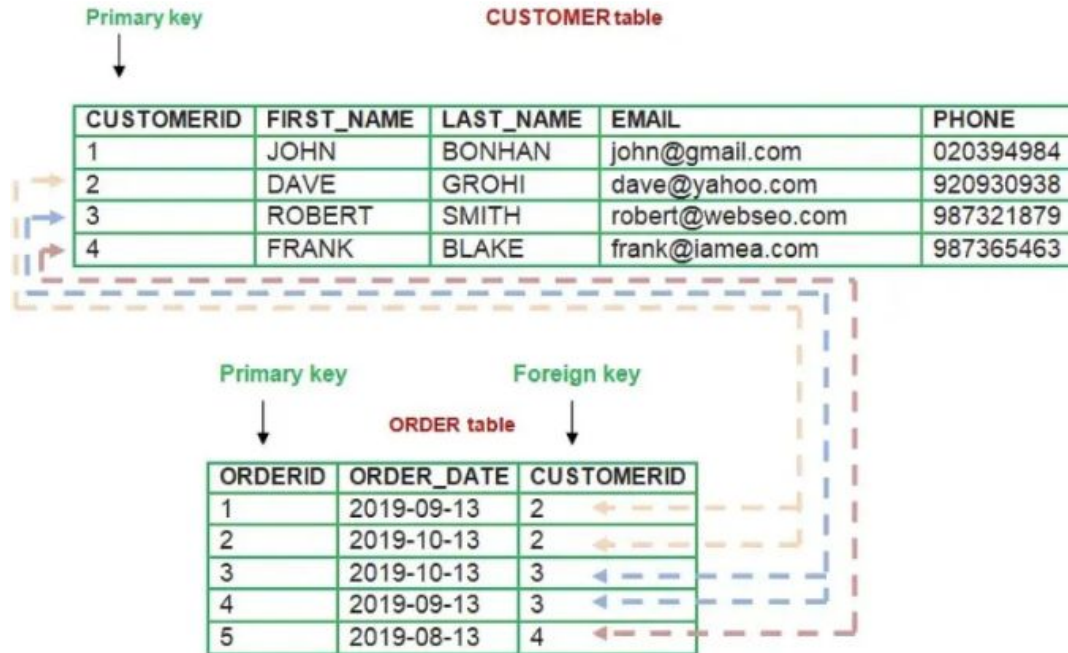 Primary key CUSTOMER table
CUSTOMERID FIRST_NAME LAST_NAME EMAIL PHONE
1 JOHN BONHAN john@gmail.com 020394984
2 DAVE GROHI dave@yahoo.com 920930938
3 ROBERT SMITH robert@webseo.com 987321879
4 FRANK BLAKE frank@iamea.com 987365463
Primary key Foreign key
ORDER table
ORDERID ORDER_DATE CUSTOMERID
1 2019-09-13 2
2 2019-10-13 2
3 2019-10-13 3
4 2019-09-13 3
5 2019-08-13 4